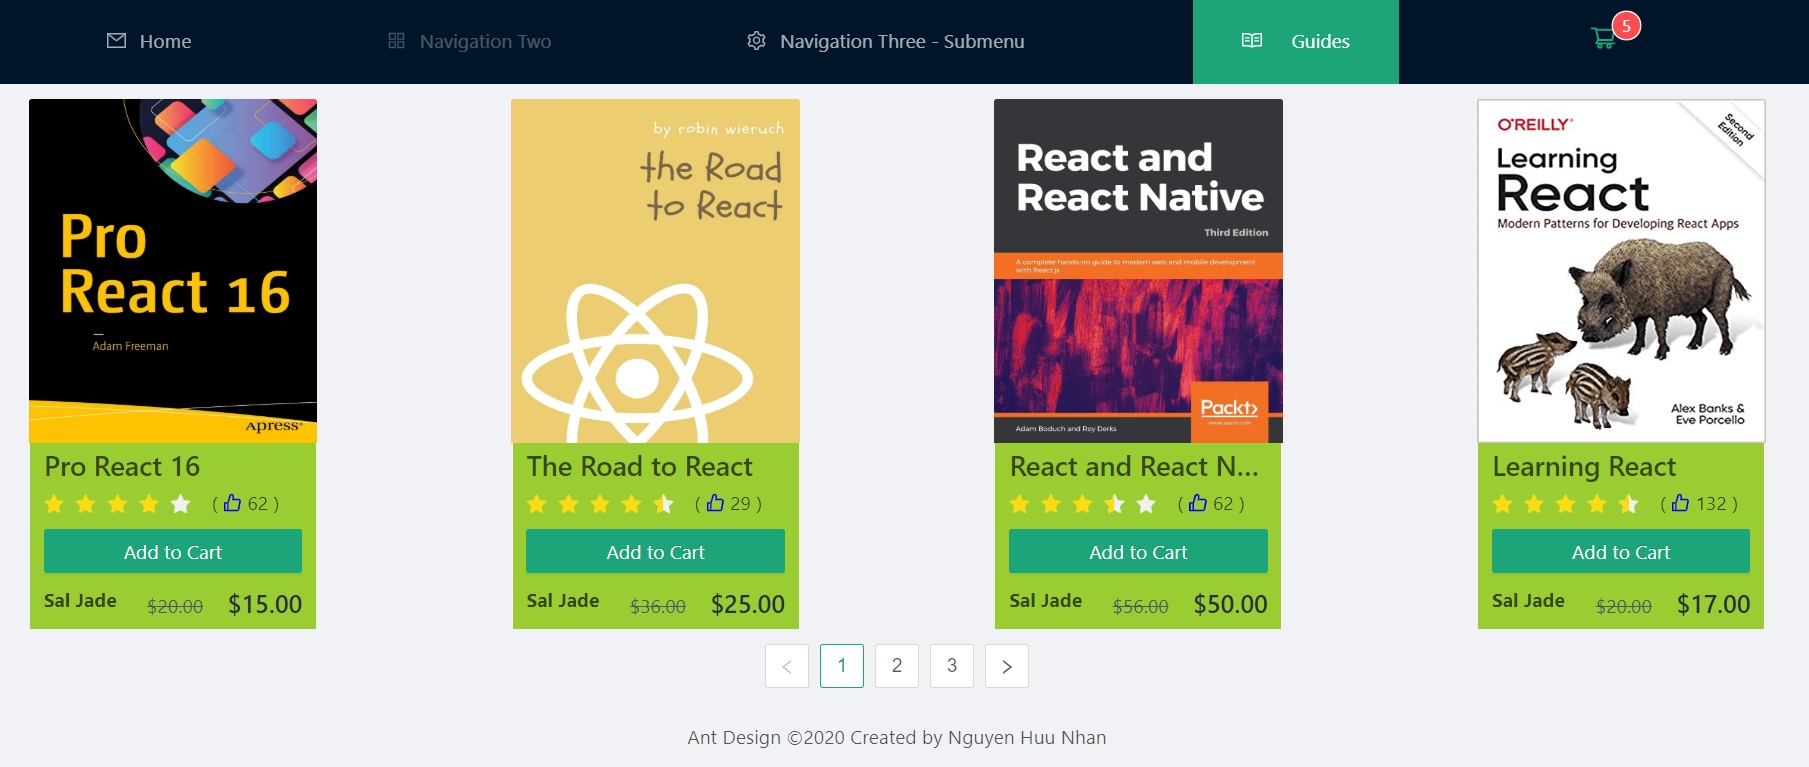 Home
Navigation Two
Navigation Three - Submenu
Guides
5
Pro
React 16
Adam Freeman
Apress®
by robin wieruch
the Road
to React
React and
React Native
Third Edition
A complete hands-on guide to modern web and mobile development
with React.js
Packt>
www.packt.com
Adam Boduch and Roy Derks
O'REILLY®
Second
Edition
Learning
React
Modern Patterns for Developing React Apps
Alex Banks &
Eve Porcello
Pro React 16
( 62 )
Add to Cart
Sal Jade $20.00 $15.00
The Road to React
( 29 )
Add to Cart
Sal Jade $36.00 $25.00
React and React N...
( 62 )
Add to Cart
Sal Jade $56.00 $50.00
Learning React
( 132 )
Add to Cart
Sal Jade $20.00 $17.00
< 1 2 3 >
Ant Design ©2020 Created by Nguyen Huu Nhan